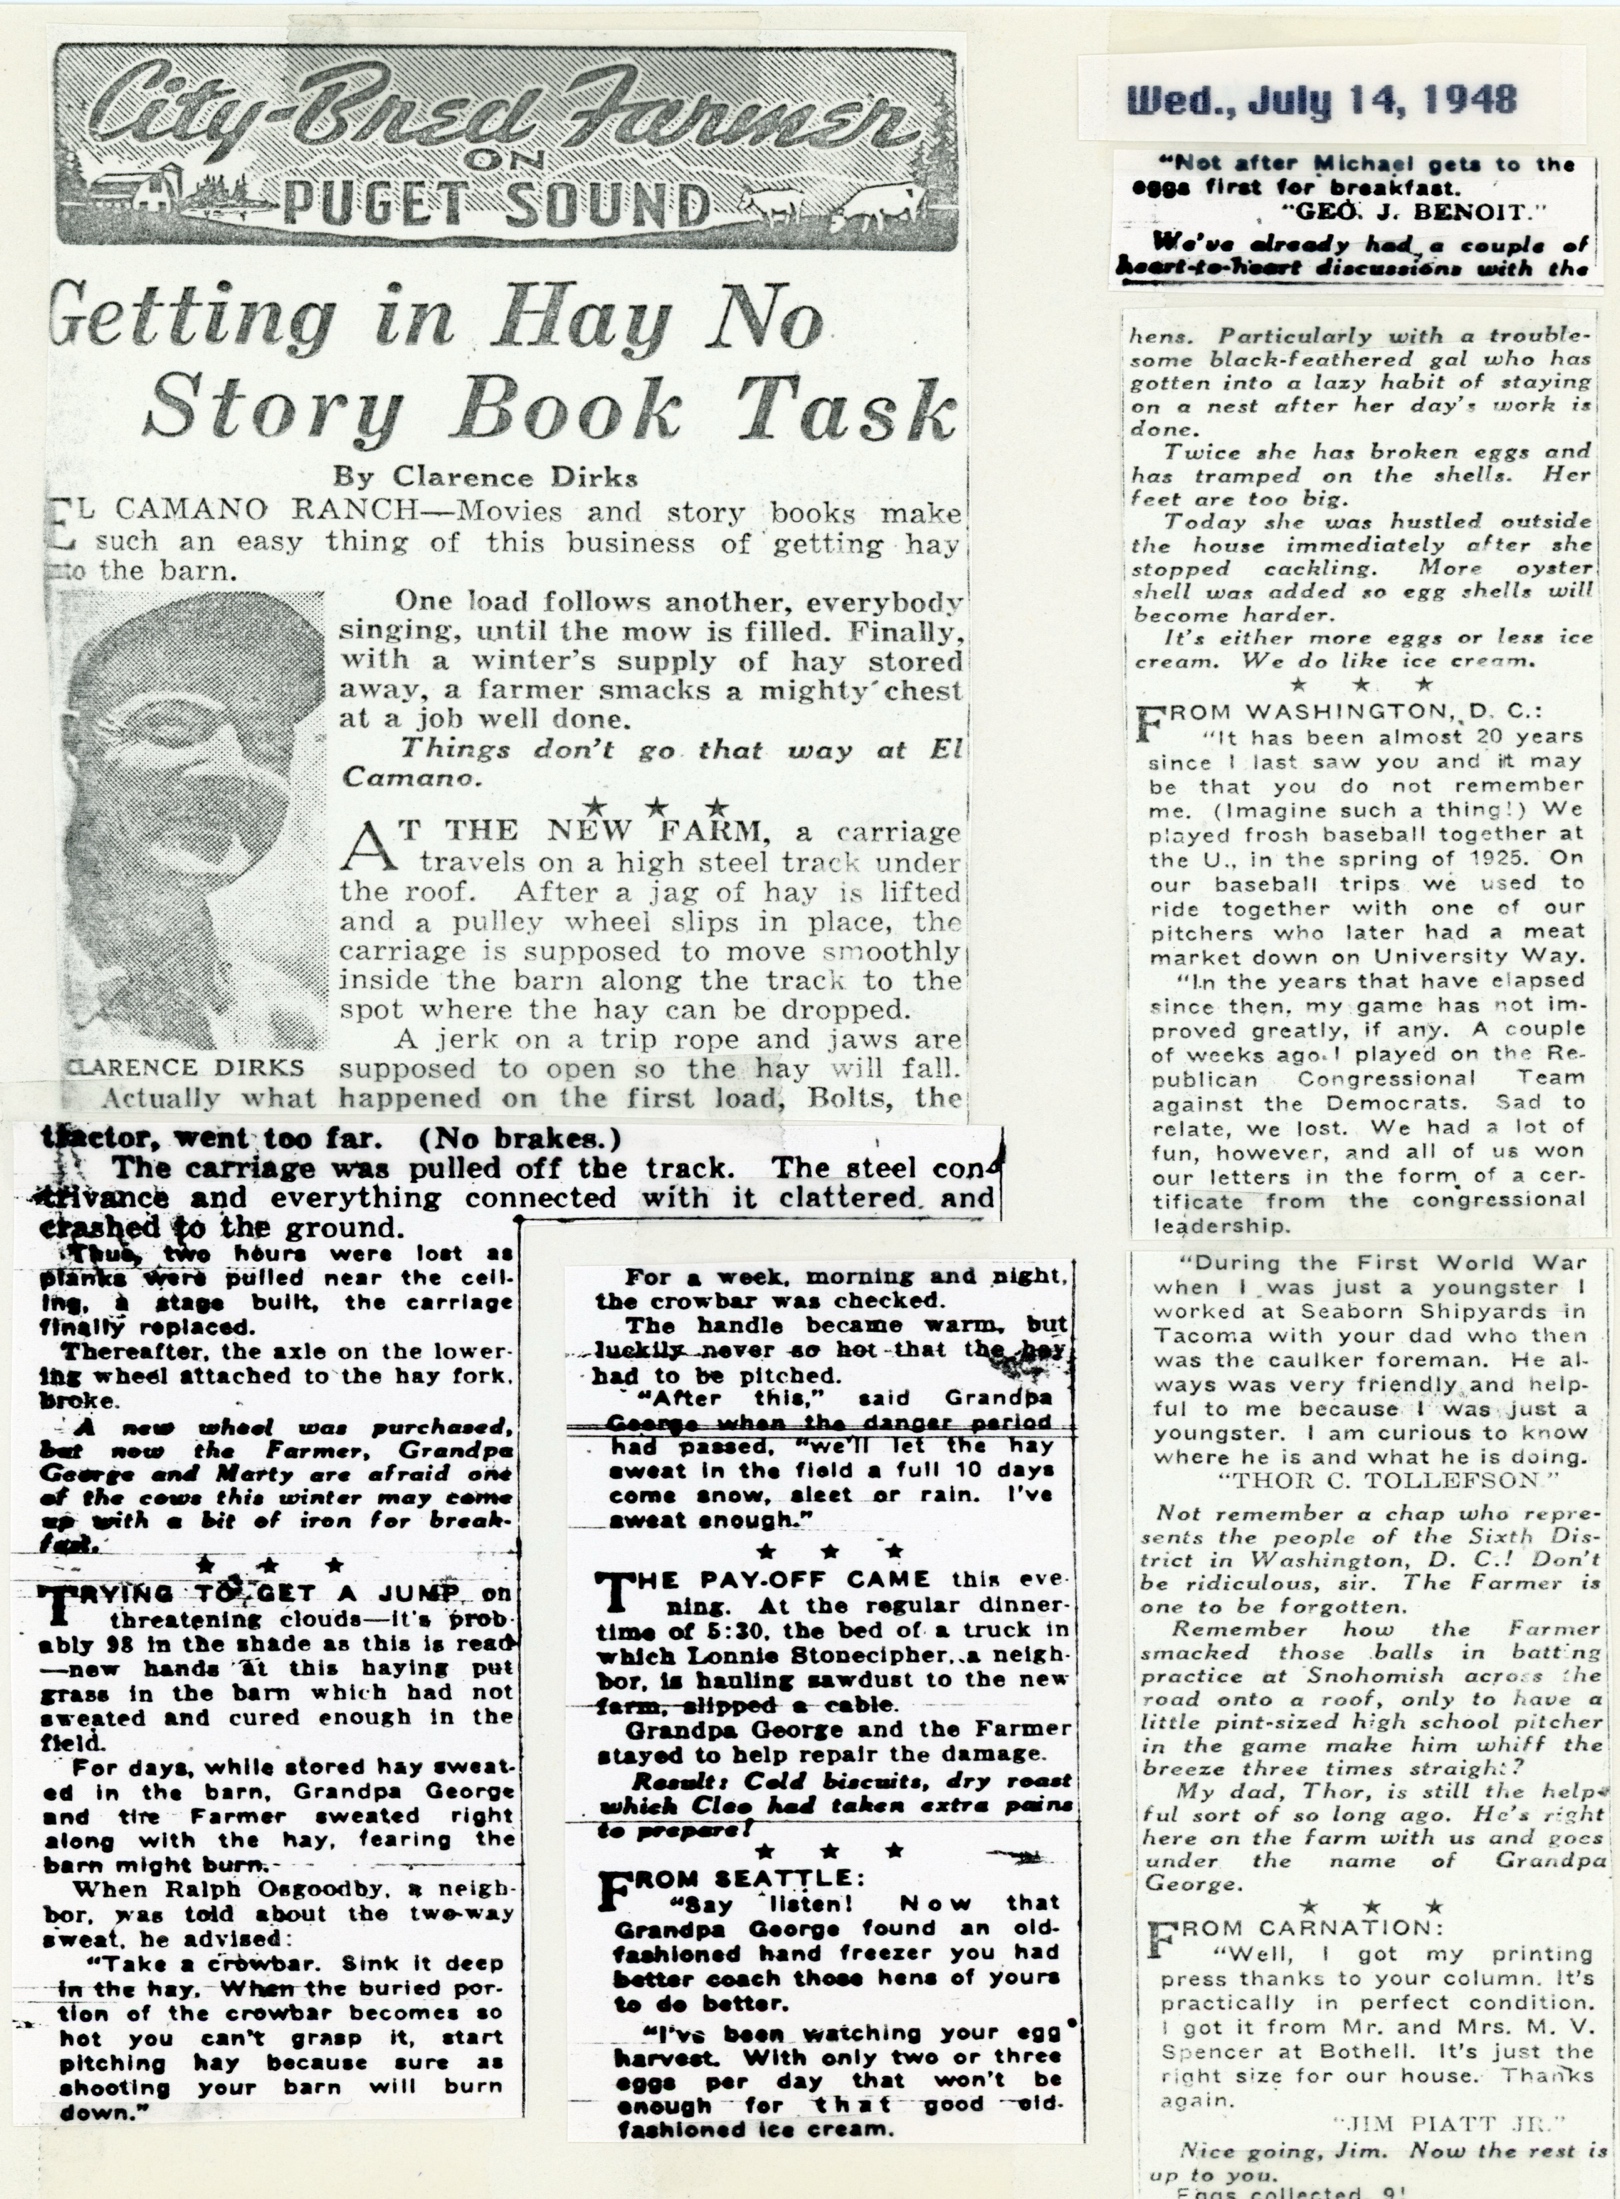 City-Bred Farmer
ON
PUGET SOUND
Getting in Hay No
Story Book Task
By Clarence Dirks
EL CAMANO RANCH—Movies and story books make
such an easy thing of this business of getting hay
into the barn.
One load follows another, everybody
singing, until the mow is filled. Finally,
with a winter's supply of hay stored
away, a farmer smacks a mighty chest
at a job well done.
Things don't go that way at El
Camano.
★ ★ ★
AT THE NEW FARM, a carriage
travels on a high steel track under
the roof. After a jag of hay is lifted
and a pulley wheel slips in place, the
carriage is supposed to move smoothly
inside the barn along the track to the
spot where the hay can be dropped.
A jerk on a trip rope and jaws are
supposed to open so the hay will fall.
CLARENCE DIRKS
Actually what happened on the first load, Bolts, the
tractor, went too far. (No brakes.)
The carriage was pulled off the track. The steel con-
trivance and everything connected with it clattered and
crashed to the ground.
Thus, two hours were lost as
planks were pulled near the ceil-
ing, a stage built, the carriage
finally replaced.
Thereafter, the axle on the lower-
ing wheel attached to the hay fork,
broke.
A new wheel was purchased,
but now the Farmer, Grandpa
George and Marty are afraid one
of the cows this winter may come
up with a bit of iron for break-
fast.
★ ★ ★
TRYING TO GET A JUMP on
threatening clouds—it's prob-
ably 98 in the shade as this is read
—new hands at this haying put
grass in the barn which had not
sweated and cured enough in the
field.
For days, while stored hay sweat-
ed in the barn, Grandpa George
and the Farmer sweated right
along with the hay, fearing the
barn might burn.
When Ralph Osgoodby, a neigh-
bor, was told about the two-way
sweat, he advised:
"Take a crowbar. Sink it deep
in the hay. When the buried por-
tion of the crowbar becomes so
hot you can't grasp it, start
pitching hay because sure as
shooting your barn will burn
down."
For a week, morning and night,
the crowbar was checked.
The handle became warm, but
luckily never so hot that the hay
had to be pitched.
"After this," said Grandpa
George when the danger period
had passed, "we'll let the hay
sweat in the field a full 10 days
come snow, sleet or rain. I've
sweat enough."
★ ★ ★
THE PAY-OFF CAME this eve-
ning. At the regular dinner-
time of 5:30, the bed of a truck in
which Lonnie Stonecipher, a neigh-
bor, is hauling sawdust to the new
farm, slipped a cable.
Grandpa George and the Farmer
stayed to help repair the damage.
Result: Cold biscuits, dry roast
which Cleo had taken extra pains
to prepare!
★ ★ ★
FROM SEATTLE:
"Say listen! Now that
Grandpa George found an old-
fashioned hand freezer you had
better coach those hens of yours
to do better.
"I've been watching your egg
harvest. With only two or three
eggs per day that won't be
enough for that good old-
fashioned ice cream.
Wed., July 14, 1948
"Not after Michael gets to the
eggs first for breakfast.
"GEO. J. BENOIT."
We've already had a couple of
heart-to-heart discussions with the
hens. Particularly with a trouble-
some black-feathered gal who has
gotten into a lazy habit of staying
on a nest after her day's work is
done.
Twice she has broken eggs and
has tramped on the shells. Her
feet are too big.
Today she was hustled outside
the house immediately after she
stopped cackling. More oyster
shell was added so egg shells will
become harder.
It's either more eggs or less ice
cream. We do like ice cream.
★ ★ ★
FROM WASHINGTON, D. C.:
"It has been almost 20 years
since I last saw you and it may
be that you do not remember
me. (Imagine such a thing!) We
played frosh baseball together at
the U., in the spring of 1925. On
our baseball trips we used to
ride together with one of our
pitchers who later had a meat
market down on University Way.
"In the years that have elapsed
since then, my game has not im-
proved greatly, if any. A couple
of weeks ago I played on the Re-
publican Congressional Team
against the Democrats. Sad to
relate, we lost. We had a lot of
fun, however, and all of us won
our letters in the form of a cer-
tificate from the congressional
leadership.
"During the First World War
when I was just a youngster I
worked at Seaborn Shipyards in
Tacoma with your dad who then
was the caulker foreman. He al-
ways was very friendly and help-
ful to me because I was just a
youngster. I am curious to know
where he is and what he is doing.
"THOR C. TOLLEFSON"
Not remember a chap who repre-
sents the people of the Sixth Dis-
trict in Washington, D. C.! Don't
be ridiculous, sir. The Farmer is
one to be forgotten.
Remember how the Farmer
smacked those balls in batting
practice at Snohomish across the
road onto a roof, only to have a
little pint-sized high school pitcher
in the game make him whiff the
breeze three times straight?
My dad, Thor, is still the help-
ful sort of so long ago. He's right
here on the farm with us and goes
under the name of Grandpa
George.
★ ★ ★
FROM CARNATION:
"Well, I got my printing
press thanks to your column. It's
practically in perfect condition.
I got it from Mr. and Mrs. M. V.
Spencer at Bothell. It's just the
right size for our house. Thanks
again.
"JIM PIATT JR."
Nice going, Jim. Now the rest is
up to you.
Eggs collected, 9!